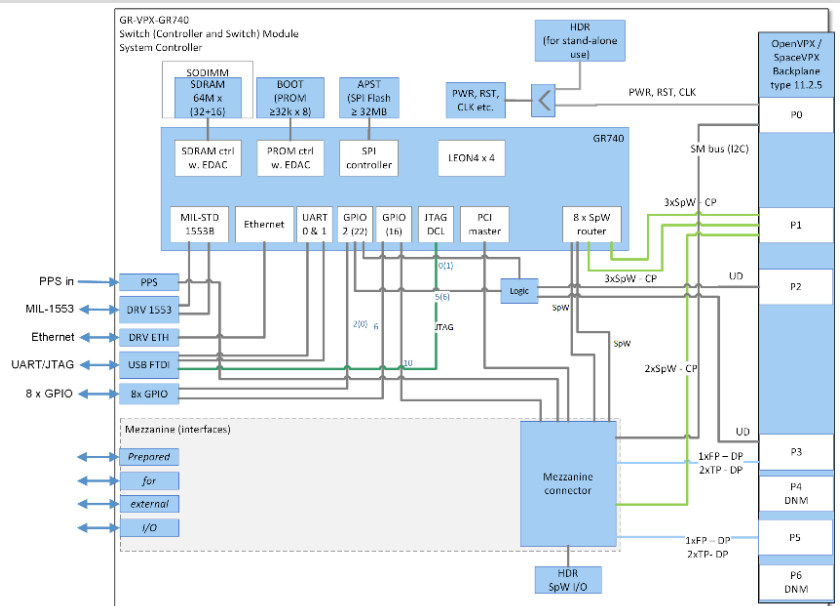 GR-VPX-GR740
Switch (Controller and Switch) Module
System Controller
HDR
(for stand-alone
use)
OpenVPX /
SpaceVPX
Backplane
type 11.2.5
SODIMM
SDRAM
64M x
(32+16)
BOOT
(PROM
≥32k x 8)
APST
(SPI Flash
≥ 32MB
PWR, RST,
CLK etc.
PWR, RST, CLK
P0
GR740
SDRAM ctrl
w. EDAC
PROM ctrl
w. EDAC
SPI
controller
LEON4 x 4
SM bus (I2C)
MIL-STD
1553B
Ethernet
UART
0 & 1
GPIO
2 (22)
GPIO
(16)
JTAG
DCL
PCI
master
8 x SpW
router
3xSpW - CP
P1
0(1)
3xSpW - CP
UD
P2
PPS in
PPS
Logic
5(6)
MIL-1553
DRV 1553
SpW
2(0)
6
JTAG
Ethernet
DRV ETH
SpW
UART/JTAG
USB FTDI
10
2xSpW - CP
8 x GPIO
8x GPIO
Mezzanine (interfaces)
UD
Prepared
for
external
I/O
Mezzanine
connector
1xFP – DP
2xTP - DP
P3
P4
DNM
1xFP – DP
2xTP- DP
P5
HDR
SpW I/O
P6
DNM